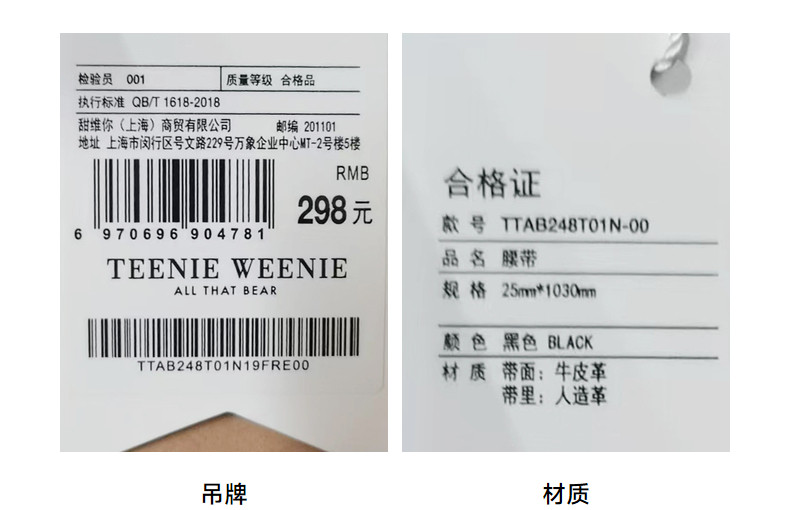 检验员 001 质量等级 合格品
执行标准 QB/T 1618-2018
甜维你（上海）商贸有限公司 邮编 201101
地址 上海市闵行区号文路229号万象企业中心MT-2号楼5楼
RMB
298元
6 970696 904781
TEENIE WEENIE
ALL THAT BEAR
TTAB248T01N19FRE00
吊牌
合格证
款号 TTAB248T01N-00
品名 腰带
规格 25mm*1030mm
颜色 黑色 BLACK
材质 带面：牛皮革
带里：人造革
材质